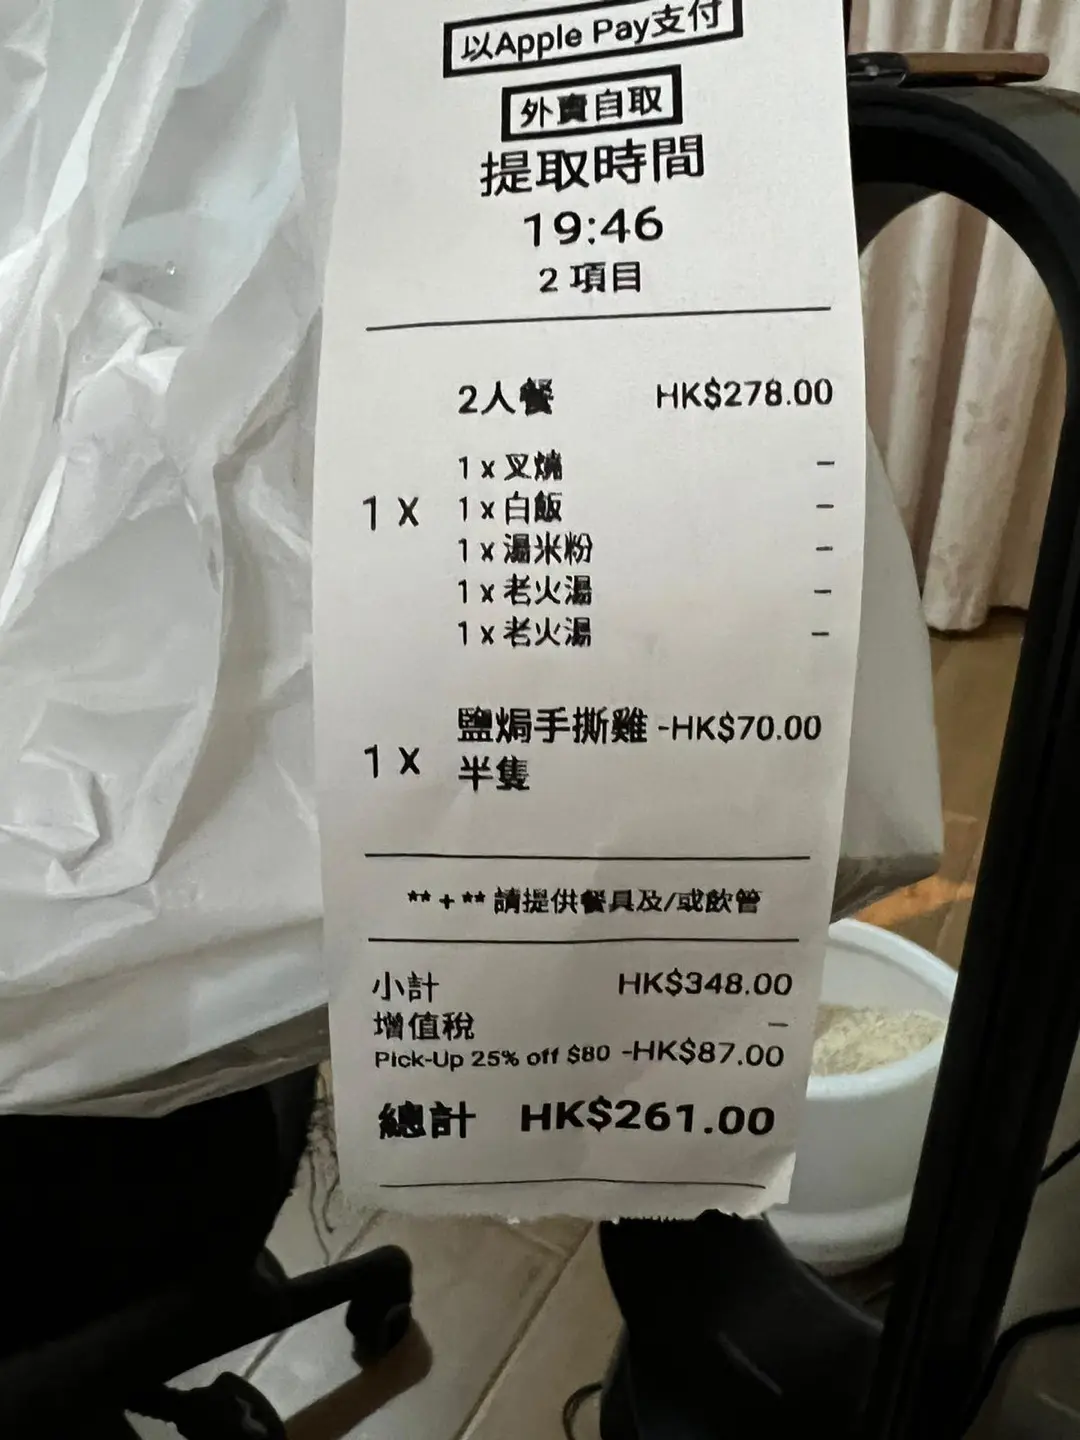 以Apple Pay支付
外賣自取
提取時間
19:46
2 項目
2人餐 HK$278.00
1 x 叉燒 –
1 X 1 x 白飯 –
1 x 湯米粉 –
1 x 老火湯 –
1 x 老火湯 –
鹽焗手撕雞 -HK$70.00
1 X 半隻
** + ** 請提供餐具及/或飲管
小計 HK$348.00
增值稅 –
Pick-Up 25% off $80 -HK$87.00
總計 HK$261.00